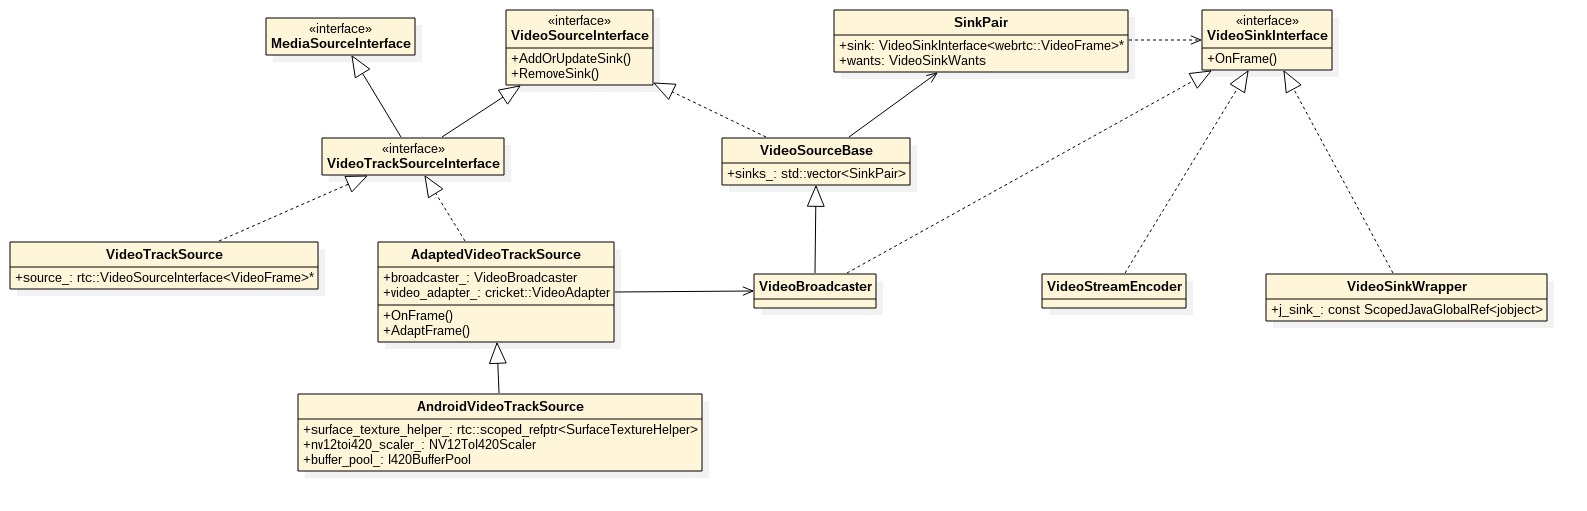 «interface»
MediaSourceInterface
«interface»
VideoSourceInterface
+AddOrUpdateSink()
+RemoveSink()
SinkPair
+sink: VideoSinkInterface<webrtc::VideoFrame>*
+wants: VideoSinkWants
«interface»
VideoSinkInterface
+OnFrame()
«interface»
VideoTrackSourceInterface
VideoSourceBase
+sinks_: std::vector<SinkPair>
VideoTrackSource
+source_: rtc::VideoSourceInterface<VideoFrame>*
AdaptedVideoTrackSource
+broadcaster_: VideoBroadcaster
+video_adapter_: cricket::VideoAdapter
+OnFrame()
+AdaptFrame()
VideoBroadcaster
VideoStreamEncoder
VideoSinkWrapper
+j_sink_: const ScopedJavaGlobalRef<jobject>
AndroidVideoTrackSource
+surface_texture_helper_: rtc::scoped_refptr<SurfaceTextureHelper>
+nv12toi420_scaler_: NV12ToI420Scaler
+buffer_pool_: I420BufferPool